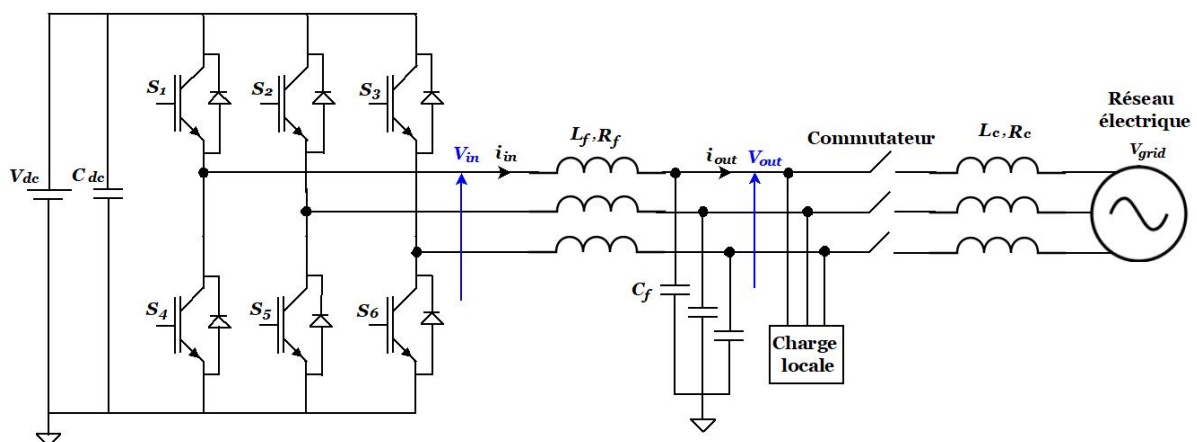 S1
S2
S3
Vdc
Cdc
Vin
iin
Lf,Rf
iout
Vout
Commutateur
Lc,Rc
Réseau
électrique
Vgrid
S4
S5
S6
Cf
Charge
locale